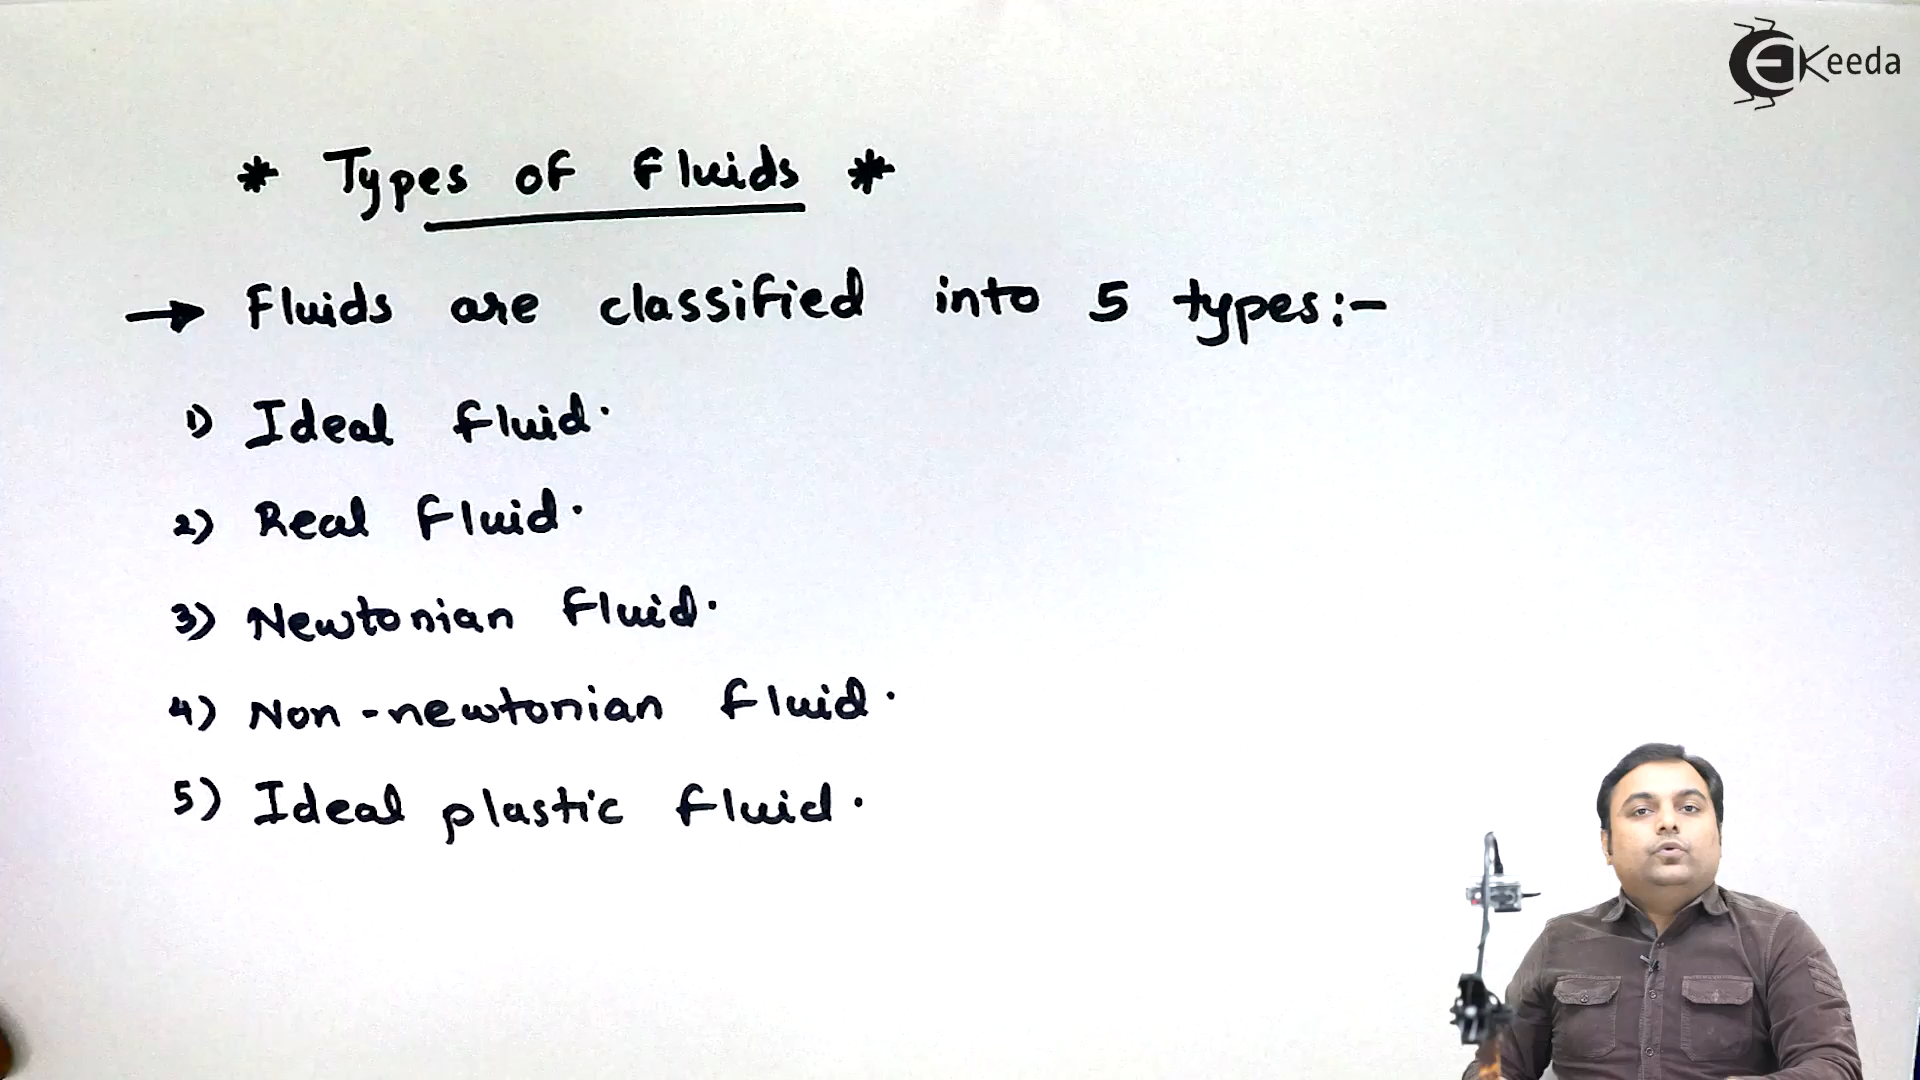 EKeeda
* Types of Fluids *
→ Fluids are classified into 5 types:-
1) Ideal fluid.
2) Real Fluid.
3) Newtonian Fluid.
4) Non-newtonian fluid.
5) Ideal plastic fluid.